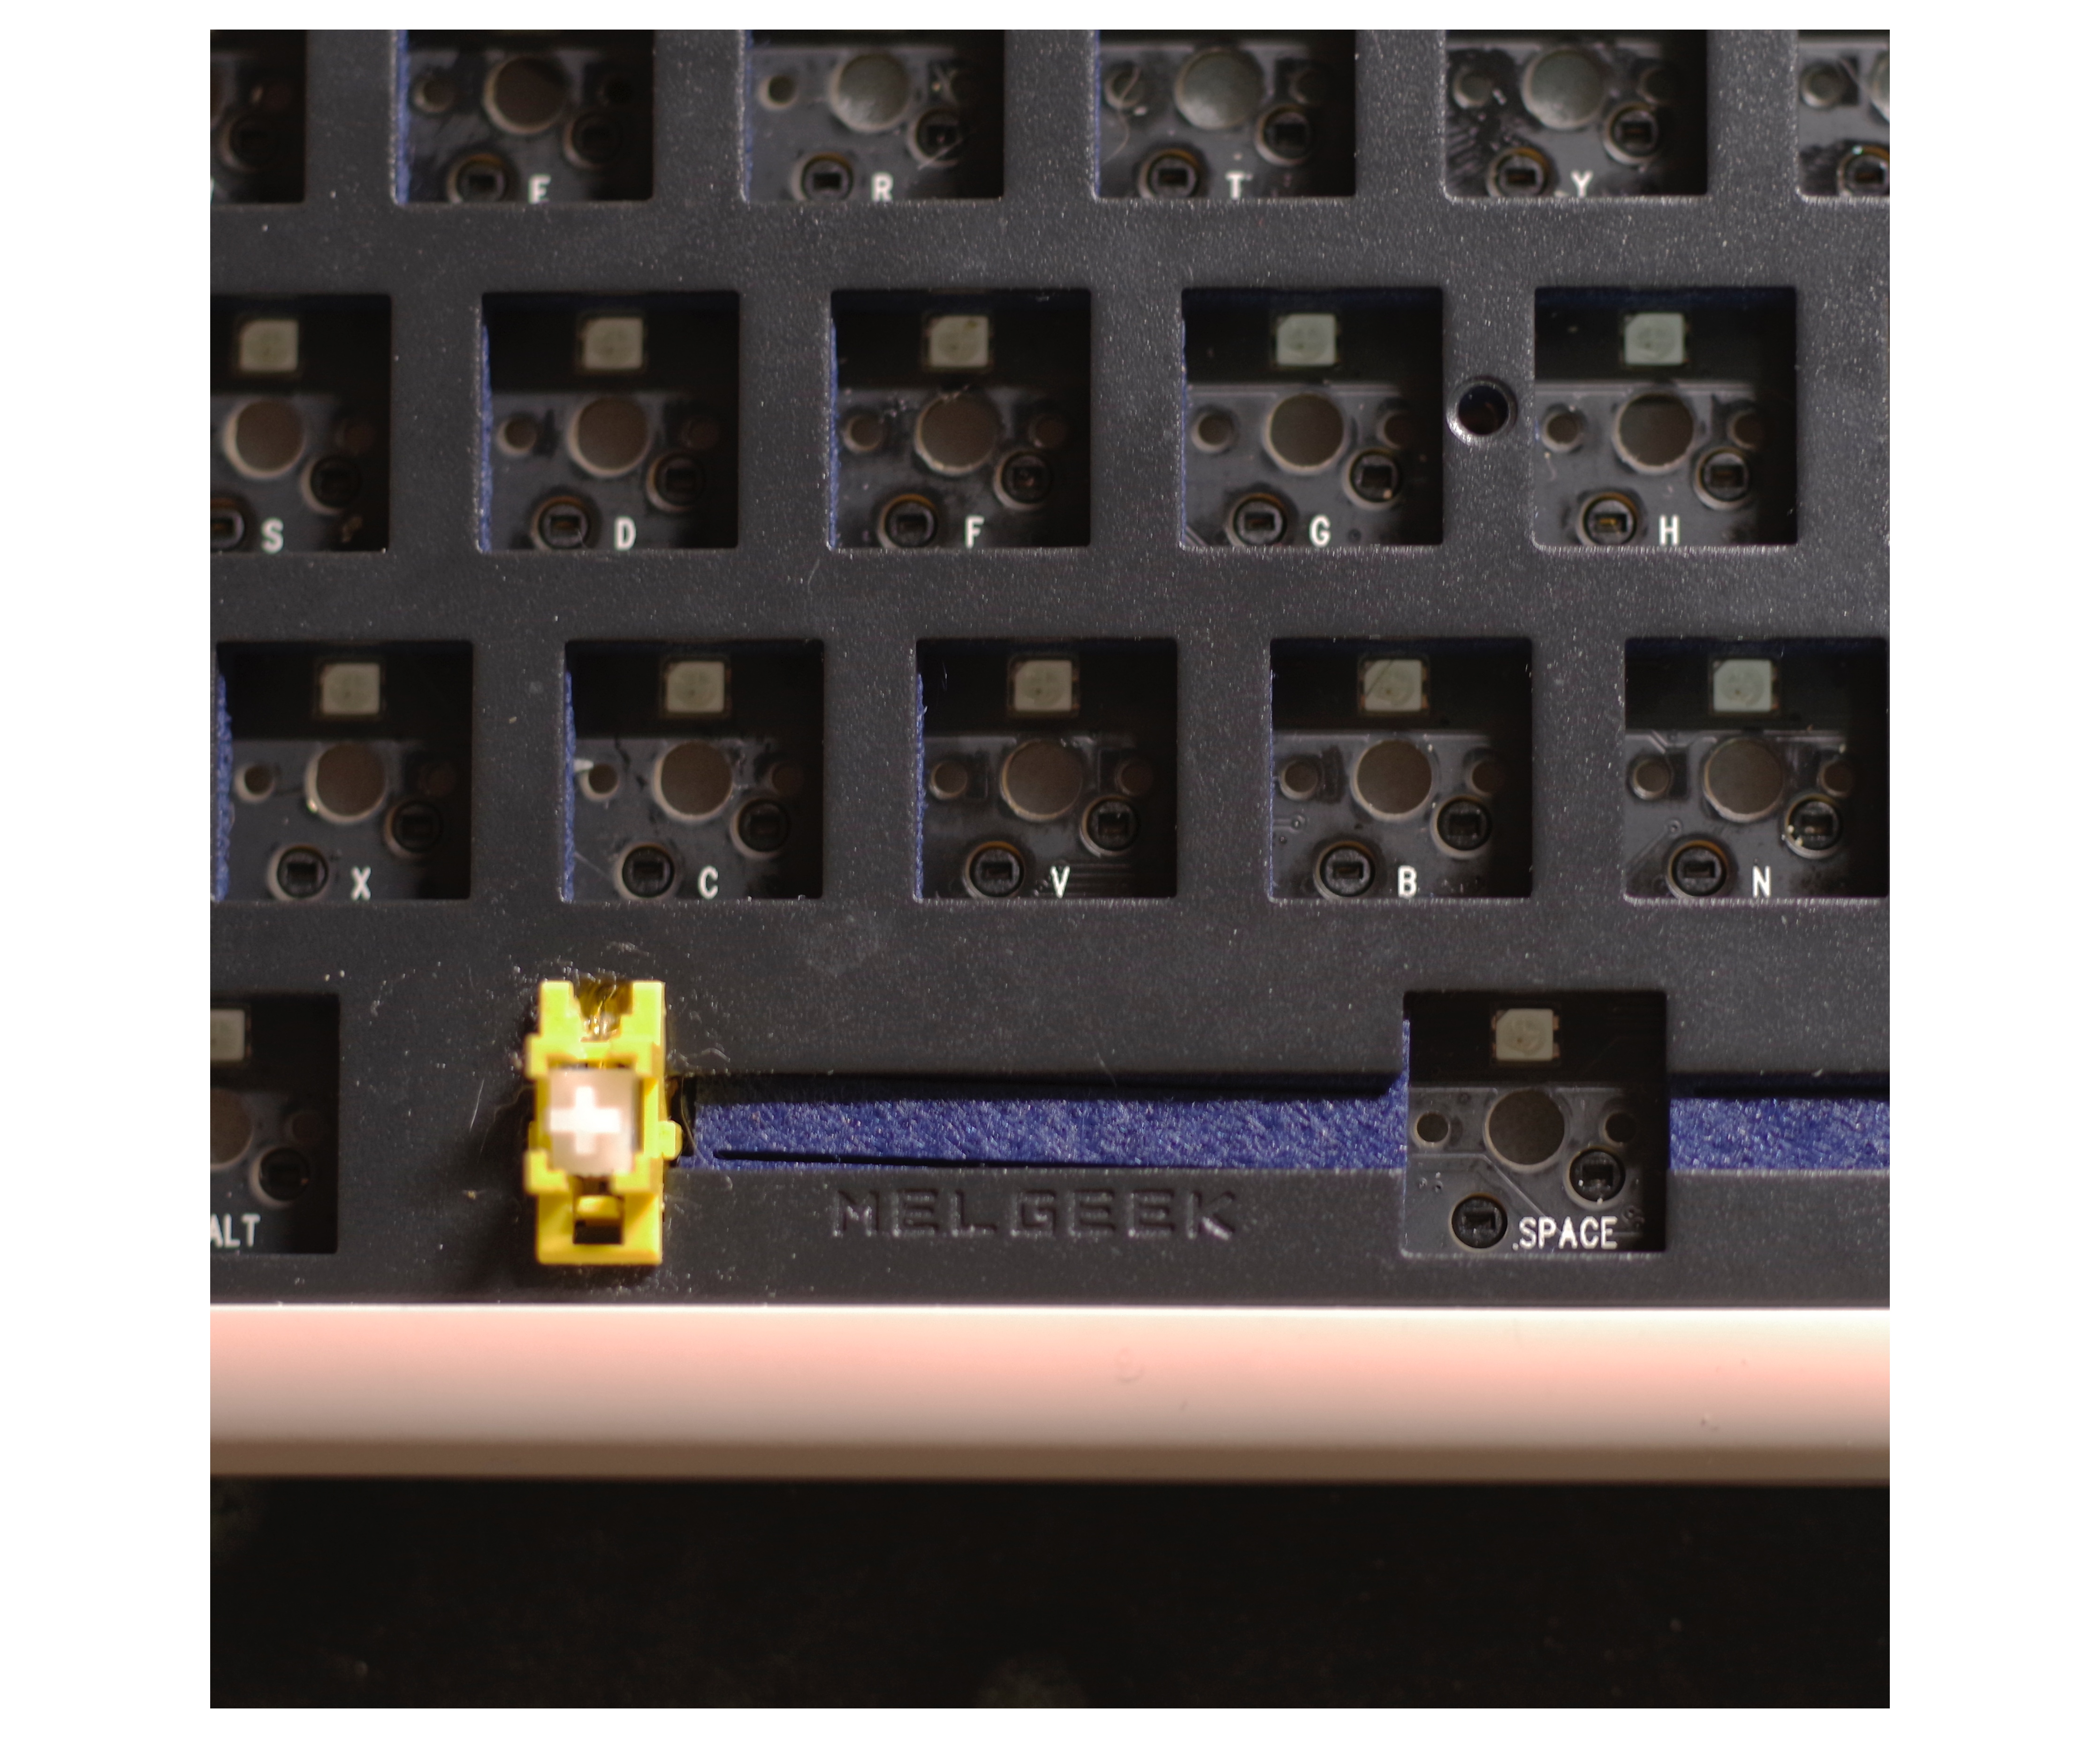 E R T Y
S D F G H
X C V B N
MELGEEK
ALT .SPACE